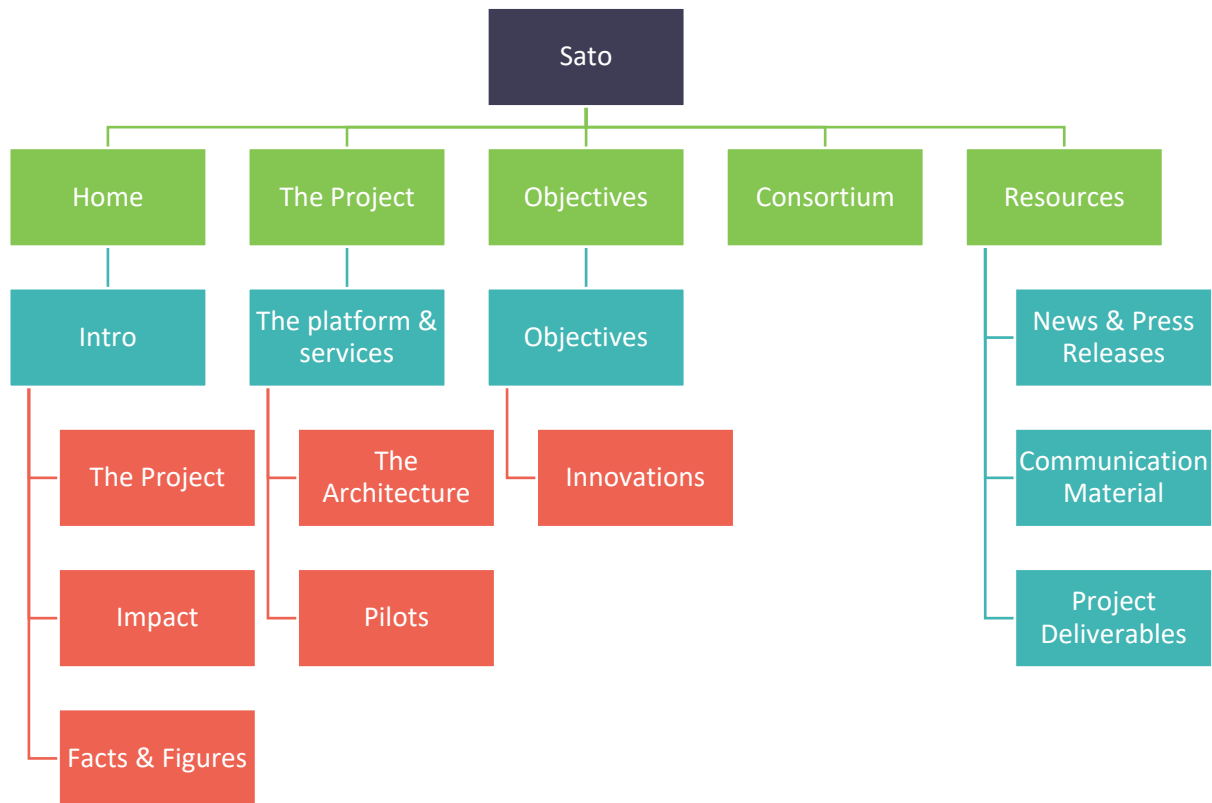 Sato
Home
The Project
Objectives
Consortium
Resources
Intro
The platform &
services
Objectives
News & Press
Releases
The Project
The
Architecture
Innovations
Communication
Material
Impact
Pilots
Project
Deliverables
Facts & Figures